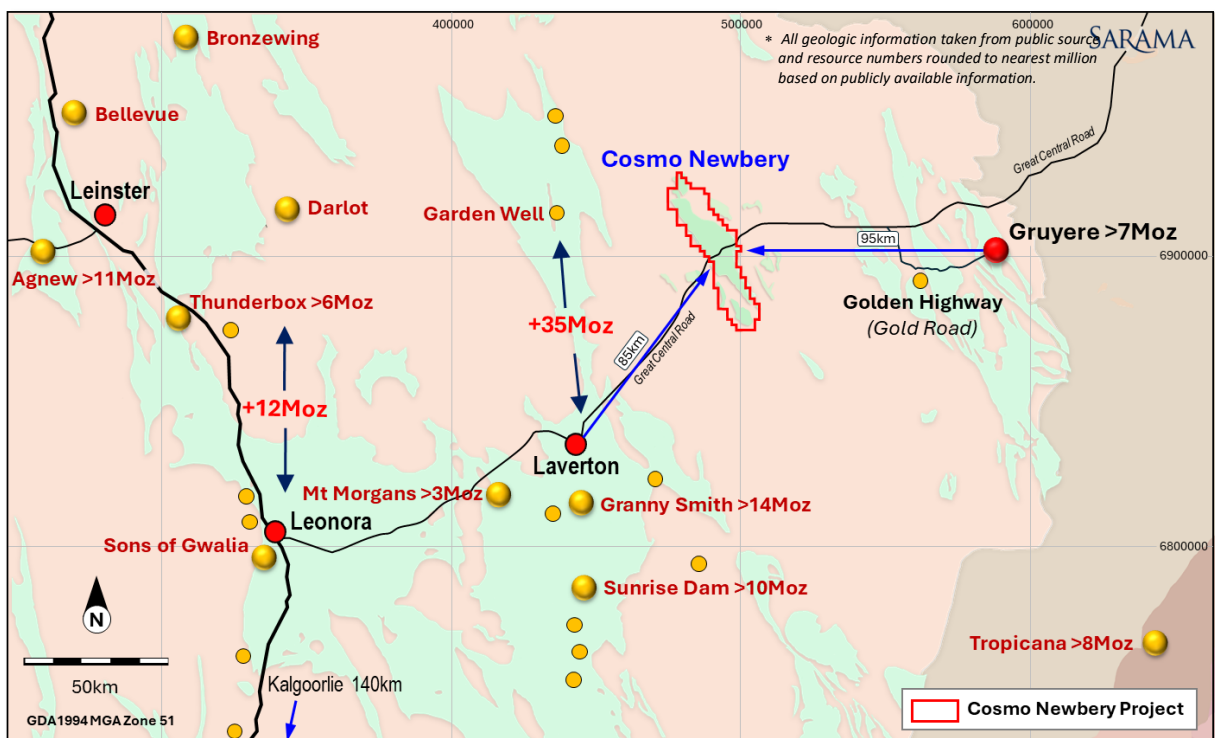 400000
500000
600000
* All geologic information taken from public source
and resource numbers rounded to nearest million
based on publicly available information.
SARAMA
Bronzewing
Bellevue
Great Central Road
Cosmo Newbery
Leinster
Darlot
Garden Well
95km
Gruyere >7Moz
6900000
Agnew >11Moz
Thunderbox >6Moz
Golden Highway
(Gold Road)
+35Moz
85km
Great Central Road
+12Moz
Laverton
Mt Morgans >3Moz
Granny Smith >14Moz
Leonora
Sons of Gwalia
6800000
Sunrise Dam >10Moz
N
Tropicana >8Moz
50km
Kalgoorlie 140km
GDA1994 MGA Zone 51
Cosmo Newbery Project